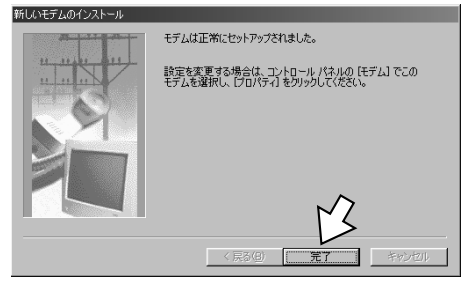 新しいモデムのインストール
モデムは正常にセットアップされました。
設定を変更する場合は、コントロール パネルの [モデム] でこの
モデムを選択し、[プロパティ] をクリックしてください。
< 戻る(B)
完了
キャンセル